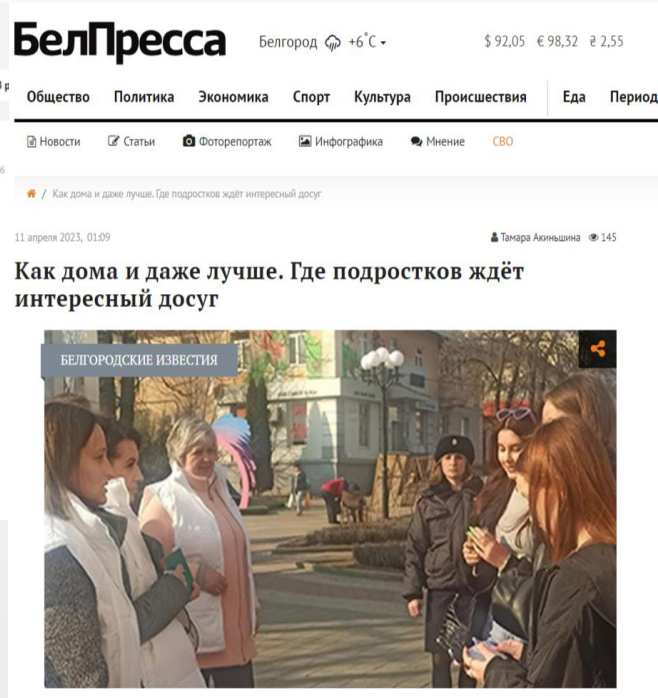 БелПресса
Белгород +6°C
$ 92,05 € 98,32 ₴ 2,55
Общество Политика Экономика Спорт Культура Происшествия Еда Период
Новости Статьи Фоторепортаж Инфографика Мнение СВО
/ Как дома и даже лучше. Где подростков ждёт интересный досуг
11 апреля 2023, 01:09
Тамара Акиньшина 145
Как дома и даже лучше. Где подростков ждёт
интересный досуг
БЕЛГОРОДСКИЕ ИЗВЕСТИЯ